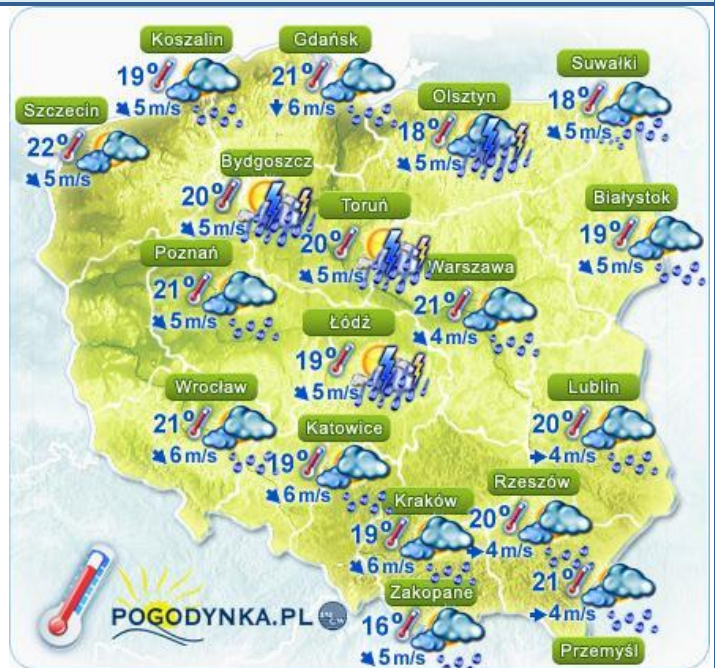 Koszalin
19°
5 m/s
Gdańsk
21°
6 m/s
Suwałki
18°
5 m/s
Olsztyn
18°
5 m/s
Szczecin
22°
5 m/s
Bydgoszcz
20°
5 m/s
Toruń
20°
5 m/s
Białystok
19°
5 m/s
Poznań
21°
5 m/s
Warszawa
21°
4 m/s
Łódź
19°
5 m/s
Wrocław
21°
6 m/s
Lublin
20°
4 m/s
Katowice
19°
6 m/s
Rzeszów
20°
4 m/s
Kraków
19°
6 m/s
21°
4 m/s
Przemyśl
Zakopane
16°
5 m/s
POGODYNKA.PL